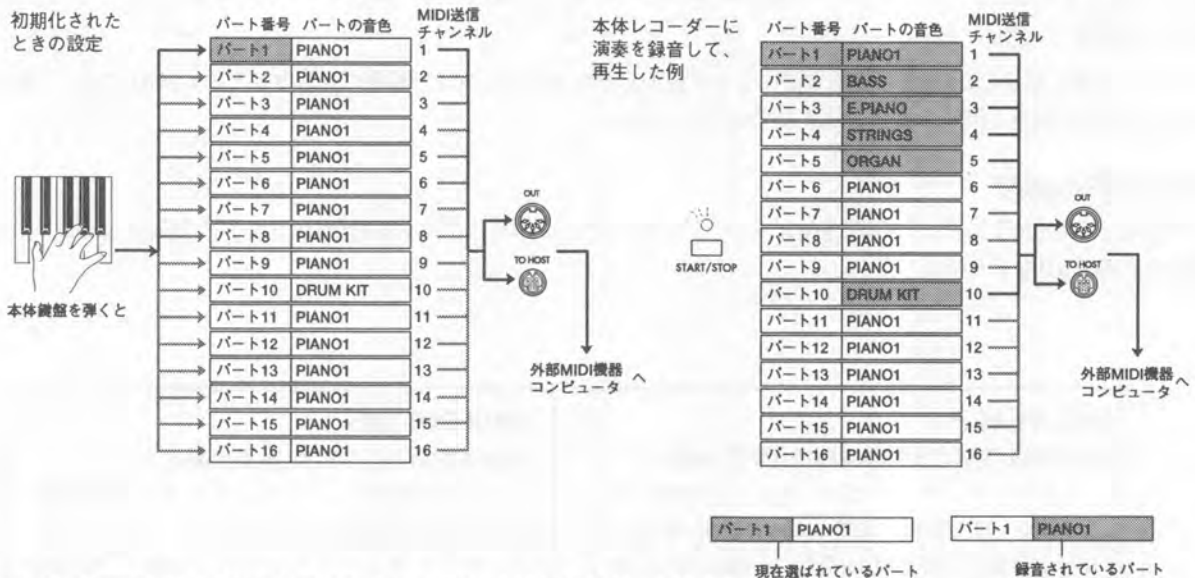 初期化された
ときの設定
パート番号 パートの音色
MIDI送信
チャンネル
パート1 PIANO1 1
パート2 PIANO1 2
パート3 PIANO1 3
パート4 PIANO1 4
パート5 PIANO1 5
パート6 PIANO1 6
パート7 PIANO1 7
パート8 PIANO1 8
パート9 PIANO1 9
パート10 DRUM KIT 10
パート11 PIANO1 11
パート12 PIANO1 12
パート13 PIANO1 13
パート14 PIANO1 14
パート15 PIANO1 15
パート16 PIANO1 16
本体鍵盤を弾くと
OUT
TO HOST
外部MIDI機器
コンピュータ へ
本体レコーダーに
演奏を録音して、
再生した例
パート番号 パートの音色
MIDI送信
チャンネル
パート1 PIANO1 1
パート2 BASS 2
パート3 E.PIANO 3
パート4 STRINGS 4
パート5 ORGAN 5
パート6 PIANO1 6
パート7 PIANO1 7
パート8 PIANO1 8
パート9 PIANO1 9
パート10 DRUM KIT 10
パート11 PIANO1 11
パート12 PIANO1 12
パート13 PIANO1 13
パート14 PIANO1 14
パート15 PIANO1 15
パート16 PIANO1 16
START/STOP
OUT
TO HOST
外部MIDI機器
コンピュータ へ
パート1 PIANO1
現在選ばれているパート
パート1 PIANO1
録音されているパート